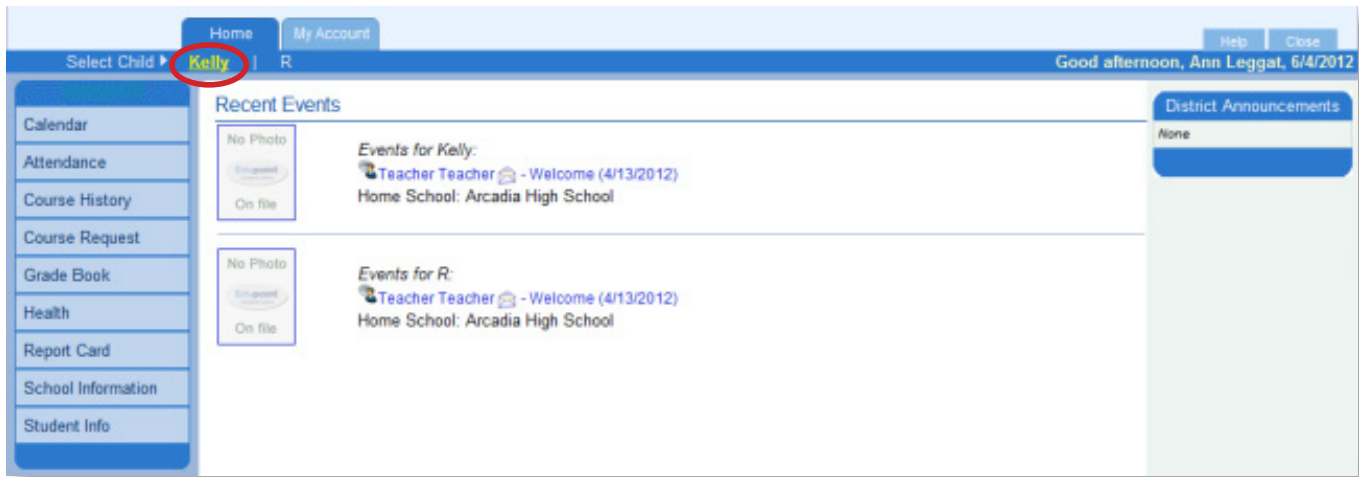 Home My Account
Help Close
Select Child Kelly | R
Good afternoon, Ann Leggat, 6/4/2012
Calendar
Attendance
Course History
Course Request
Grade Book
Health
Report Card
School Information
Student Info
Recent Events
No Photo
On file
Events for Kelly:
Teacher Teacher - Welcome (4/13/2012)
Home School: Arcadia High School
No Photo
On file
Events for R:
Teacher Teacher - Welcome (4/13/2012)
Home School: Arcadia High School
District Announcements
None